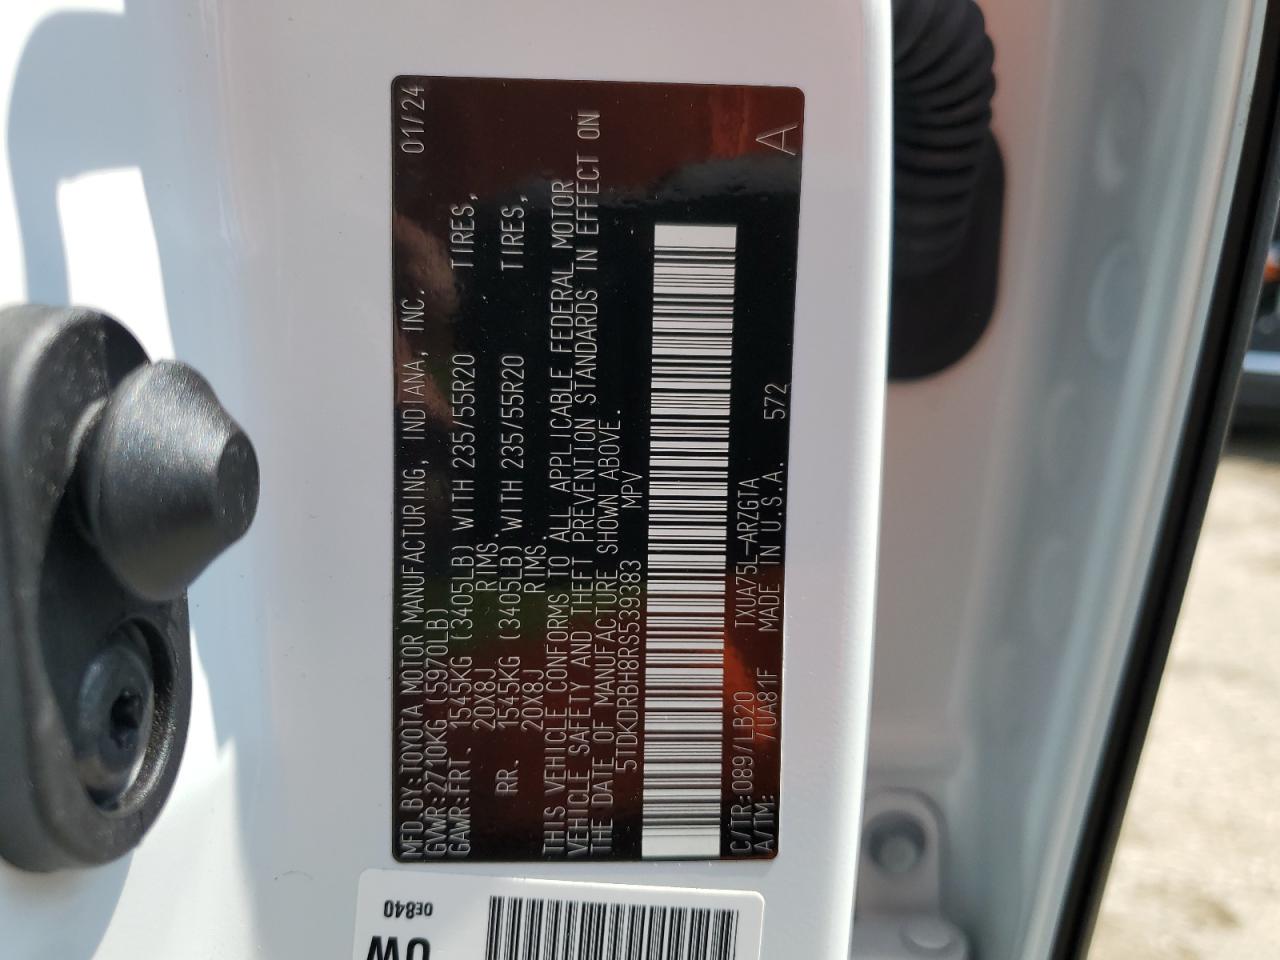 MFD.BY:TOYOTA MOTOR MANUFACTURING, INDIANA, INC. 01/24
GVWR:2710KG (5970LB)
GAWR:FRT. 1545KG (3405LB) WITH 235/55R20 TIRES,
20X8J RIMS.
RR. 1545KG (3405LB) WITH 235/55R20 TIRES,
20X8J RIMS.
THIS VEHICLE CONFORMS TO ALL APPLICABLE FEDERAL MOTOR
VEHICLE SAFETY AND THEFT PREVENTION STANDARDS IN EFFECT ON
THE DATE OF MANUFACTURE SHOWN ABOVE.
5TDKDRBH8RS539383 MPV
C/TR:089/LB20 TXUA75L-ARZGTA
A/TM: /UA81F MADE IN U.S.A. 572 A
0E840